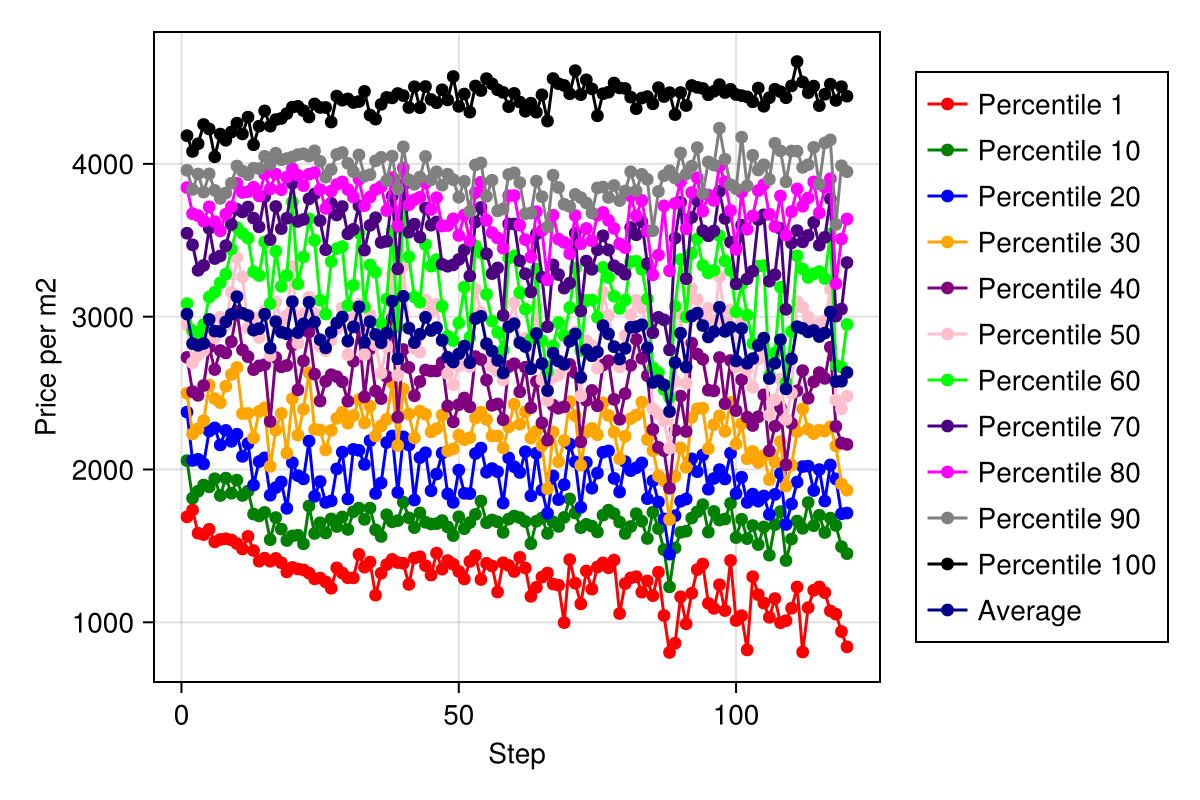 Price per m2
4000
3000
2000
1000
0
50
100
Step
Percentile 1
Percentile 10
Percentile 20
Percentile 30
Percentile 40
Percentile 50
Percentile 60
Percentile 70
Percentile 80
Percentile 90
Percentile 100
Average